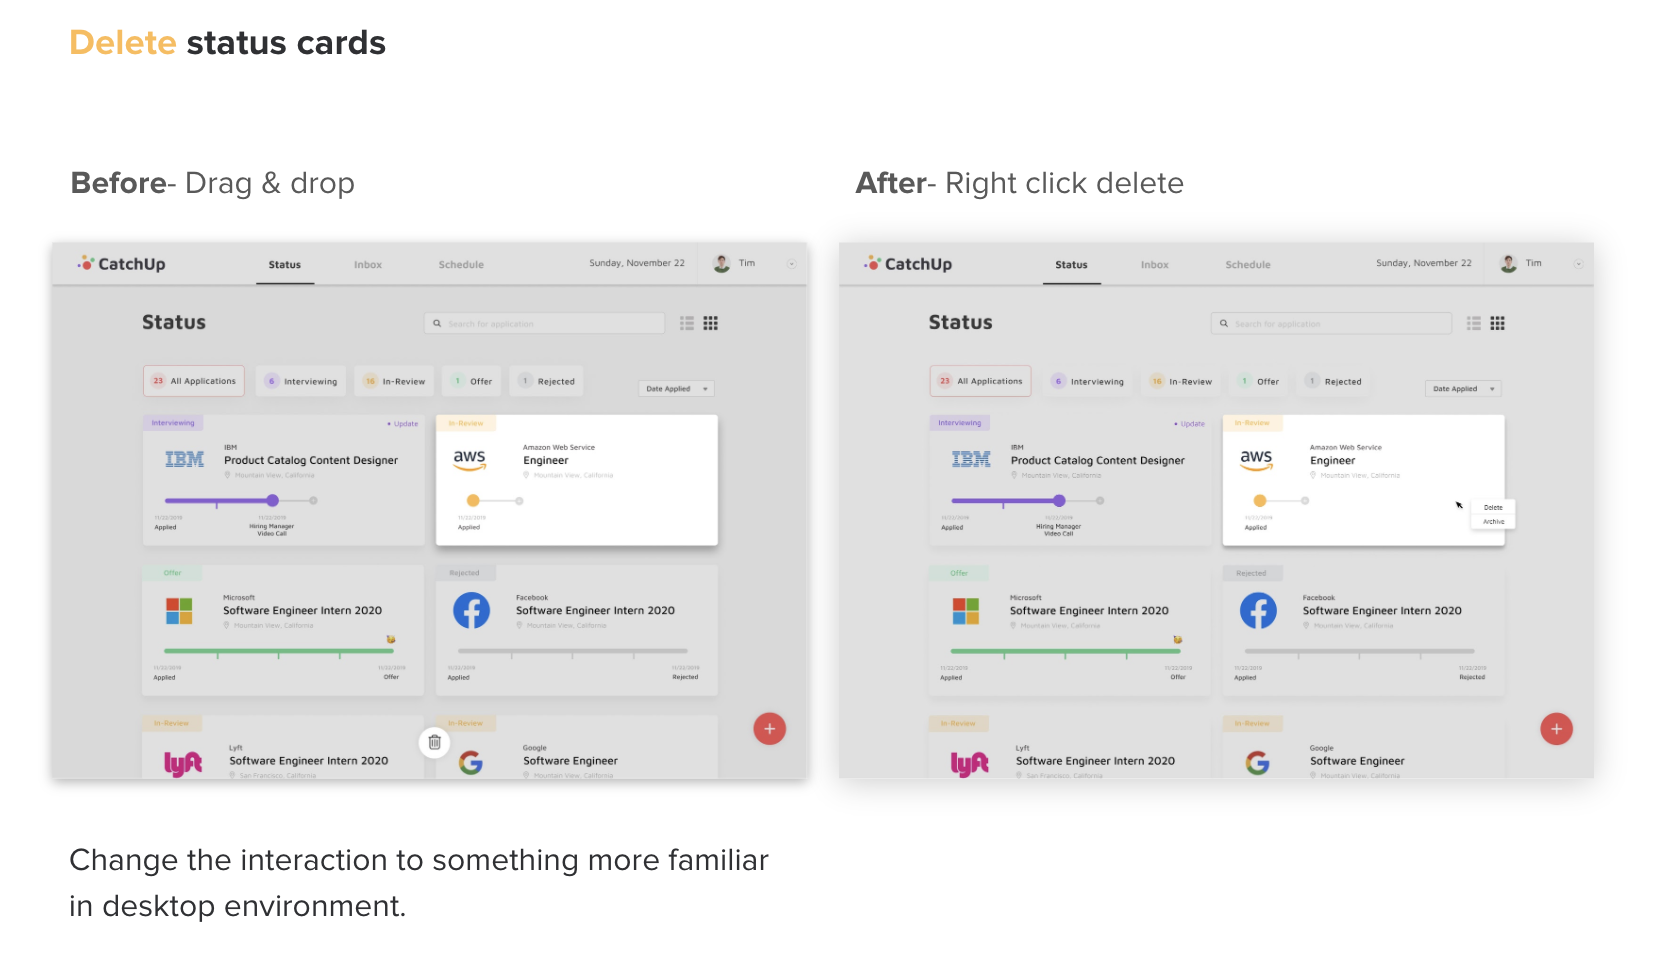 Delete status cards
Before- Drag & drop
CatchUp
Status
Inbox
Schedule
Sunday, November 22
Tim
Status
Search for application
23 All Applications
6 Interviewing
16 In-Review
1 Offer
1 Rejected
Date Applied
Interviewing
Update
IBM
IBM
Product Catalog Content Designer
Mountain View, California
11/22/2019
Applied
11/22/2019
Hiring Manager
Video Call
In-Review
aws
Amazon Web Service
Engineer
Mountain View, California
11/22/2019
Applied
Offer
Microsoft
Software Engineer Intern 2020
Mountain View, California
11/22/2019
Applied
11/22/2019
Offer
Rejected
Facebook
Software Engineer Intern 2020
Mountain View, California
11/22/2019
Applied
11/22/2019
Rejected
In-Review
lyft
Lyft
Software Engineer Intern 2020
San Francisco, California
In-Review
Google
Software Engineer
Mountain View, California
After- Right click delete
CatchUp
Status
Inbox
Schedule
Sunday, November 22
Tim
Status
Search for application
23 All Applications
6 Interviewing
16 In-Review
1 Offer
1 Rejected
Date Applied
Interviewing
Update
IBM
IBM
Product Catalog Content Designer
Mountain View, California
11/22/2019
Applied
11/22/2019
Hiring Manager
Video Call
In-Review
aws
Amazon Web Service
Engineer
Mountain View, California
11/22/2019
Applied
Delete
Archive
Offer
Microsoft
Software Engineer Intern 2020
Mountain View, California
11/22/2019
Applied
11/22/2019
Offer
Rejected
Facebook
Software Engineer Intern 2020
Mountain View, California
11/22/2019
Applied
11/22/2019
Rejected
In-Review
lyft
Lyft
Software Engineer Intern 2020
San Francisco, California
In-Review
Google
Software Engineer
Mountain View, California
Change the interaction to something more familiar
in desktop environment.